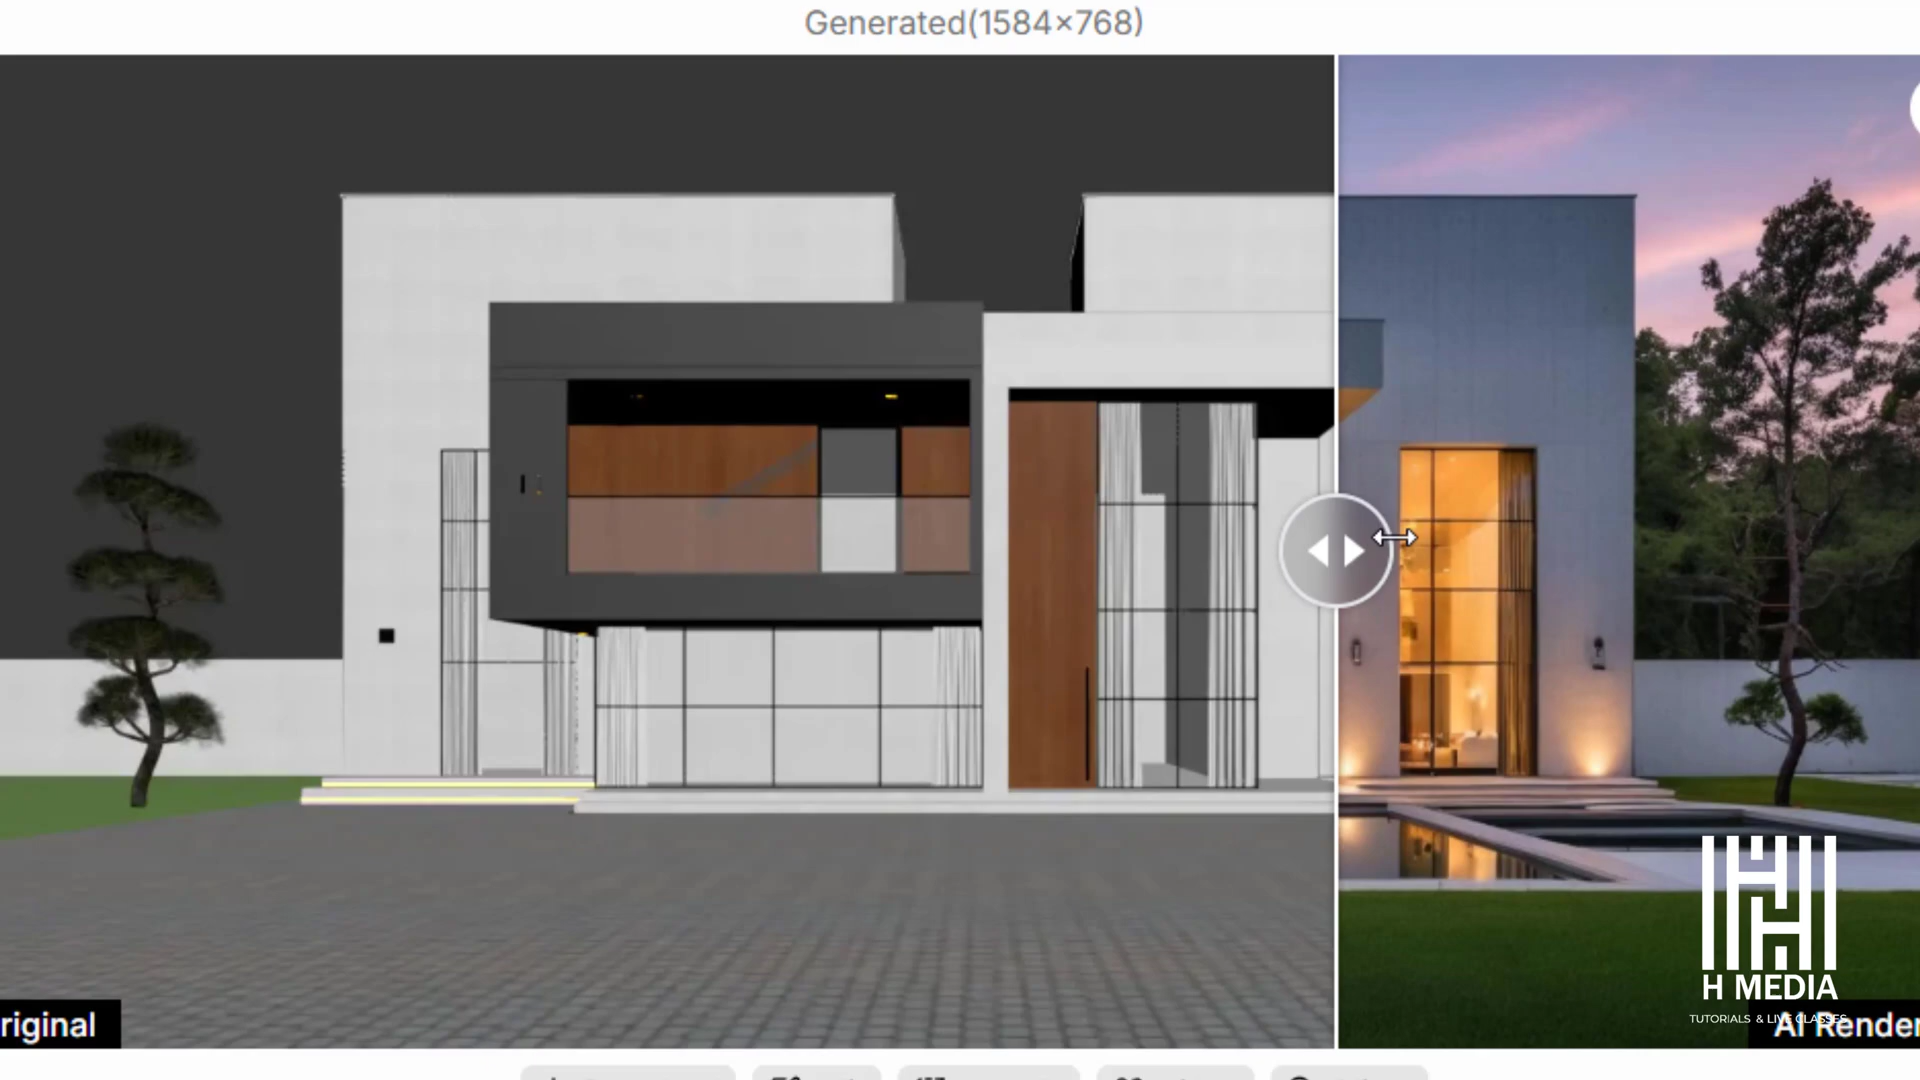 Generated(1584×768)
H MEDIA
TUTORIALS & LIVE CLASSES
riginal
AI Render